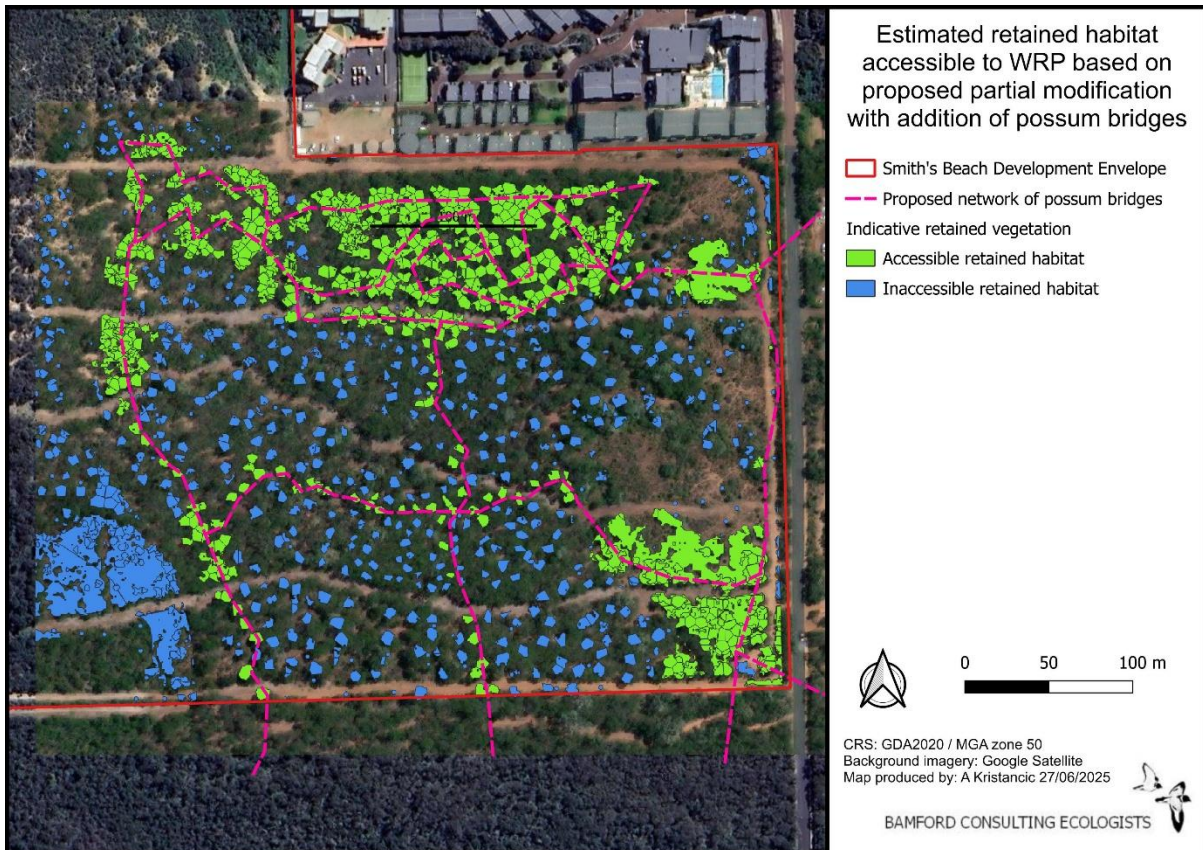 Estimated retained habitat
accessible to WRP based on
proposed partial modification
with addition of possum bridges
Smith's Beach Development Envelope
Proposed network of possum bridges
Indicative retained vegetation
Accessible retained habitat
Inaccessible retained habitat
0 50 100 m
CRS: GDA2020 / MGA zone 50
Background imagery: Google Satellite
Map produced by: A Kristancic 27/06/2025
BAMFORD CONSULTING ECOLOGISTS